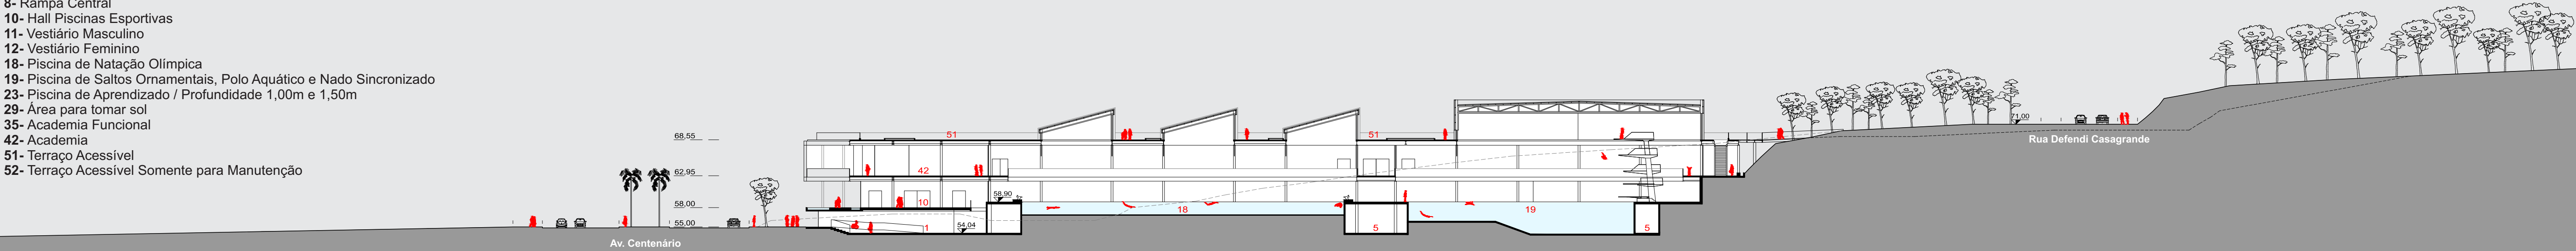 8- Rampa Central
10- Hall Piscinas Esportivas
11- Vestiário Masculino
12- Vestiário Feminino
18- Piscina de Natação Olímpica
19- Piscina de Saltos Ornamentais, Polo Aquático e Nado Sincronizado
23- Piscina de Aprendizado / Profundidade 1,00m e 1,50m
29- Área para tomar sol
35- Academia Funcional
42- Academia
51- Terraço Acessível
52- Terraço Acessível Somente para Manutenção
71,00
68,55
51
51
Rua Defendi Casagrande
62,95
42
58,90
58,00
10
18
19
55,00
54,04
1
5
5
Av. Centenário